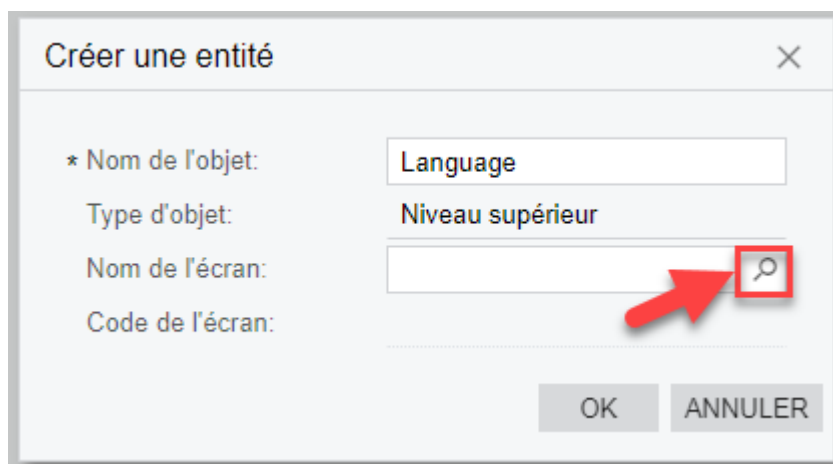 Créer une entité
* Nom de l'objet: Language
Type d'objet: Niveau supérieur
Nom de l'écran:
Code de l'écran:
OK ANNULER